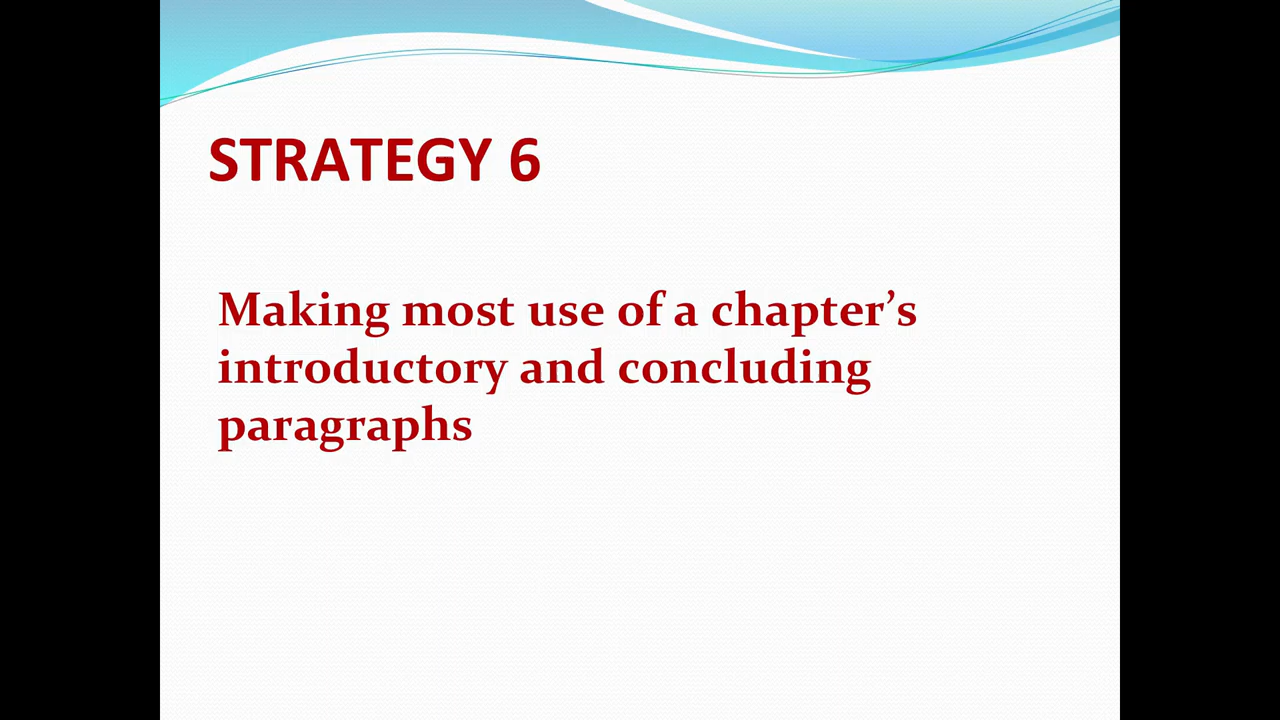 STRATEGY 6
Making most use of a chapter’s
introductory and concluding
paragraphs